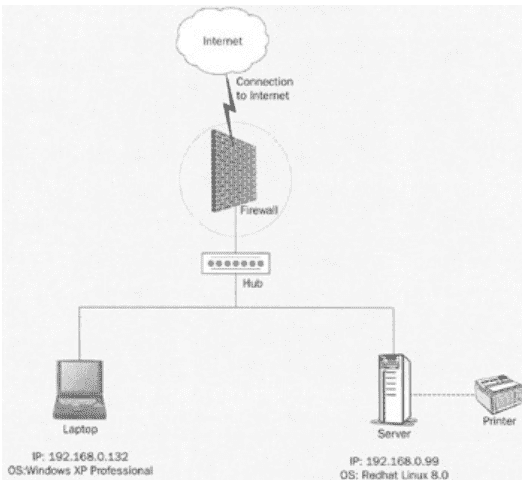 Internet
Connection
to Internet
Firewall
Hub
Laptop
Server
Printer
IP: 192.168.0.132
OS:Windows XP Professional
IP: 192.168.0.99
OS: Redhat Linux 8.0